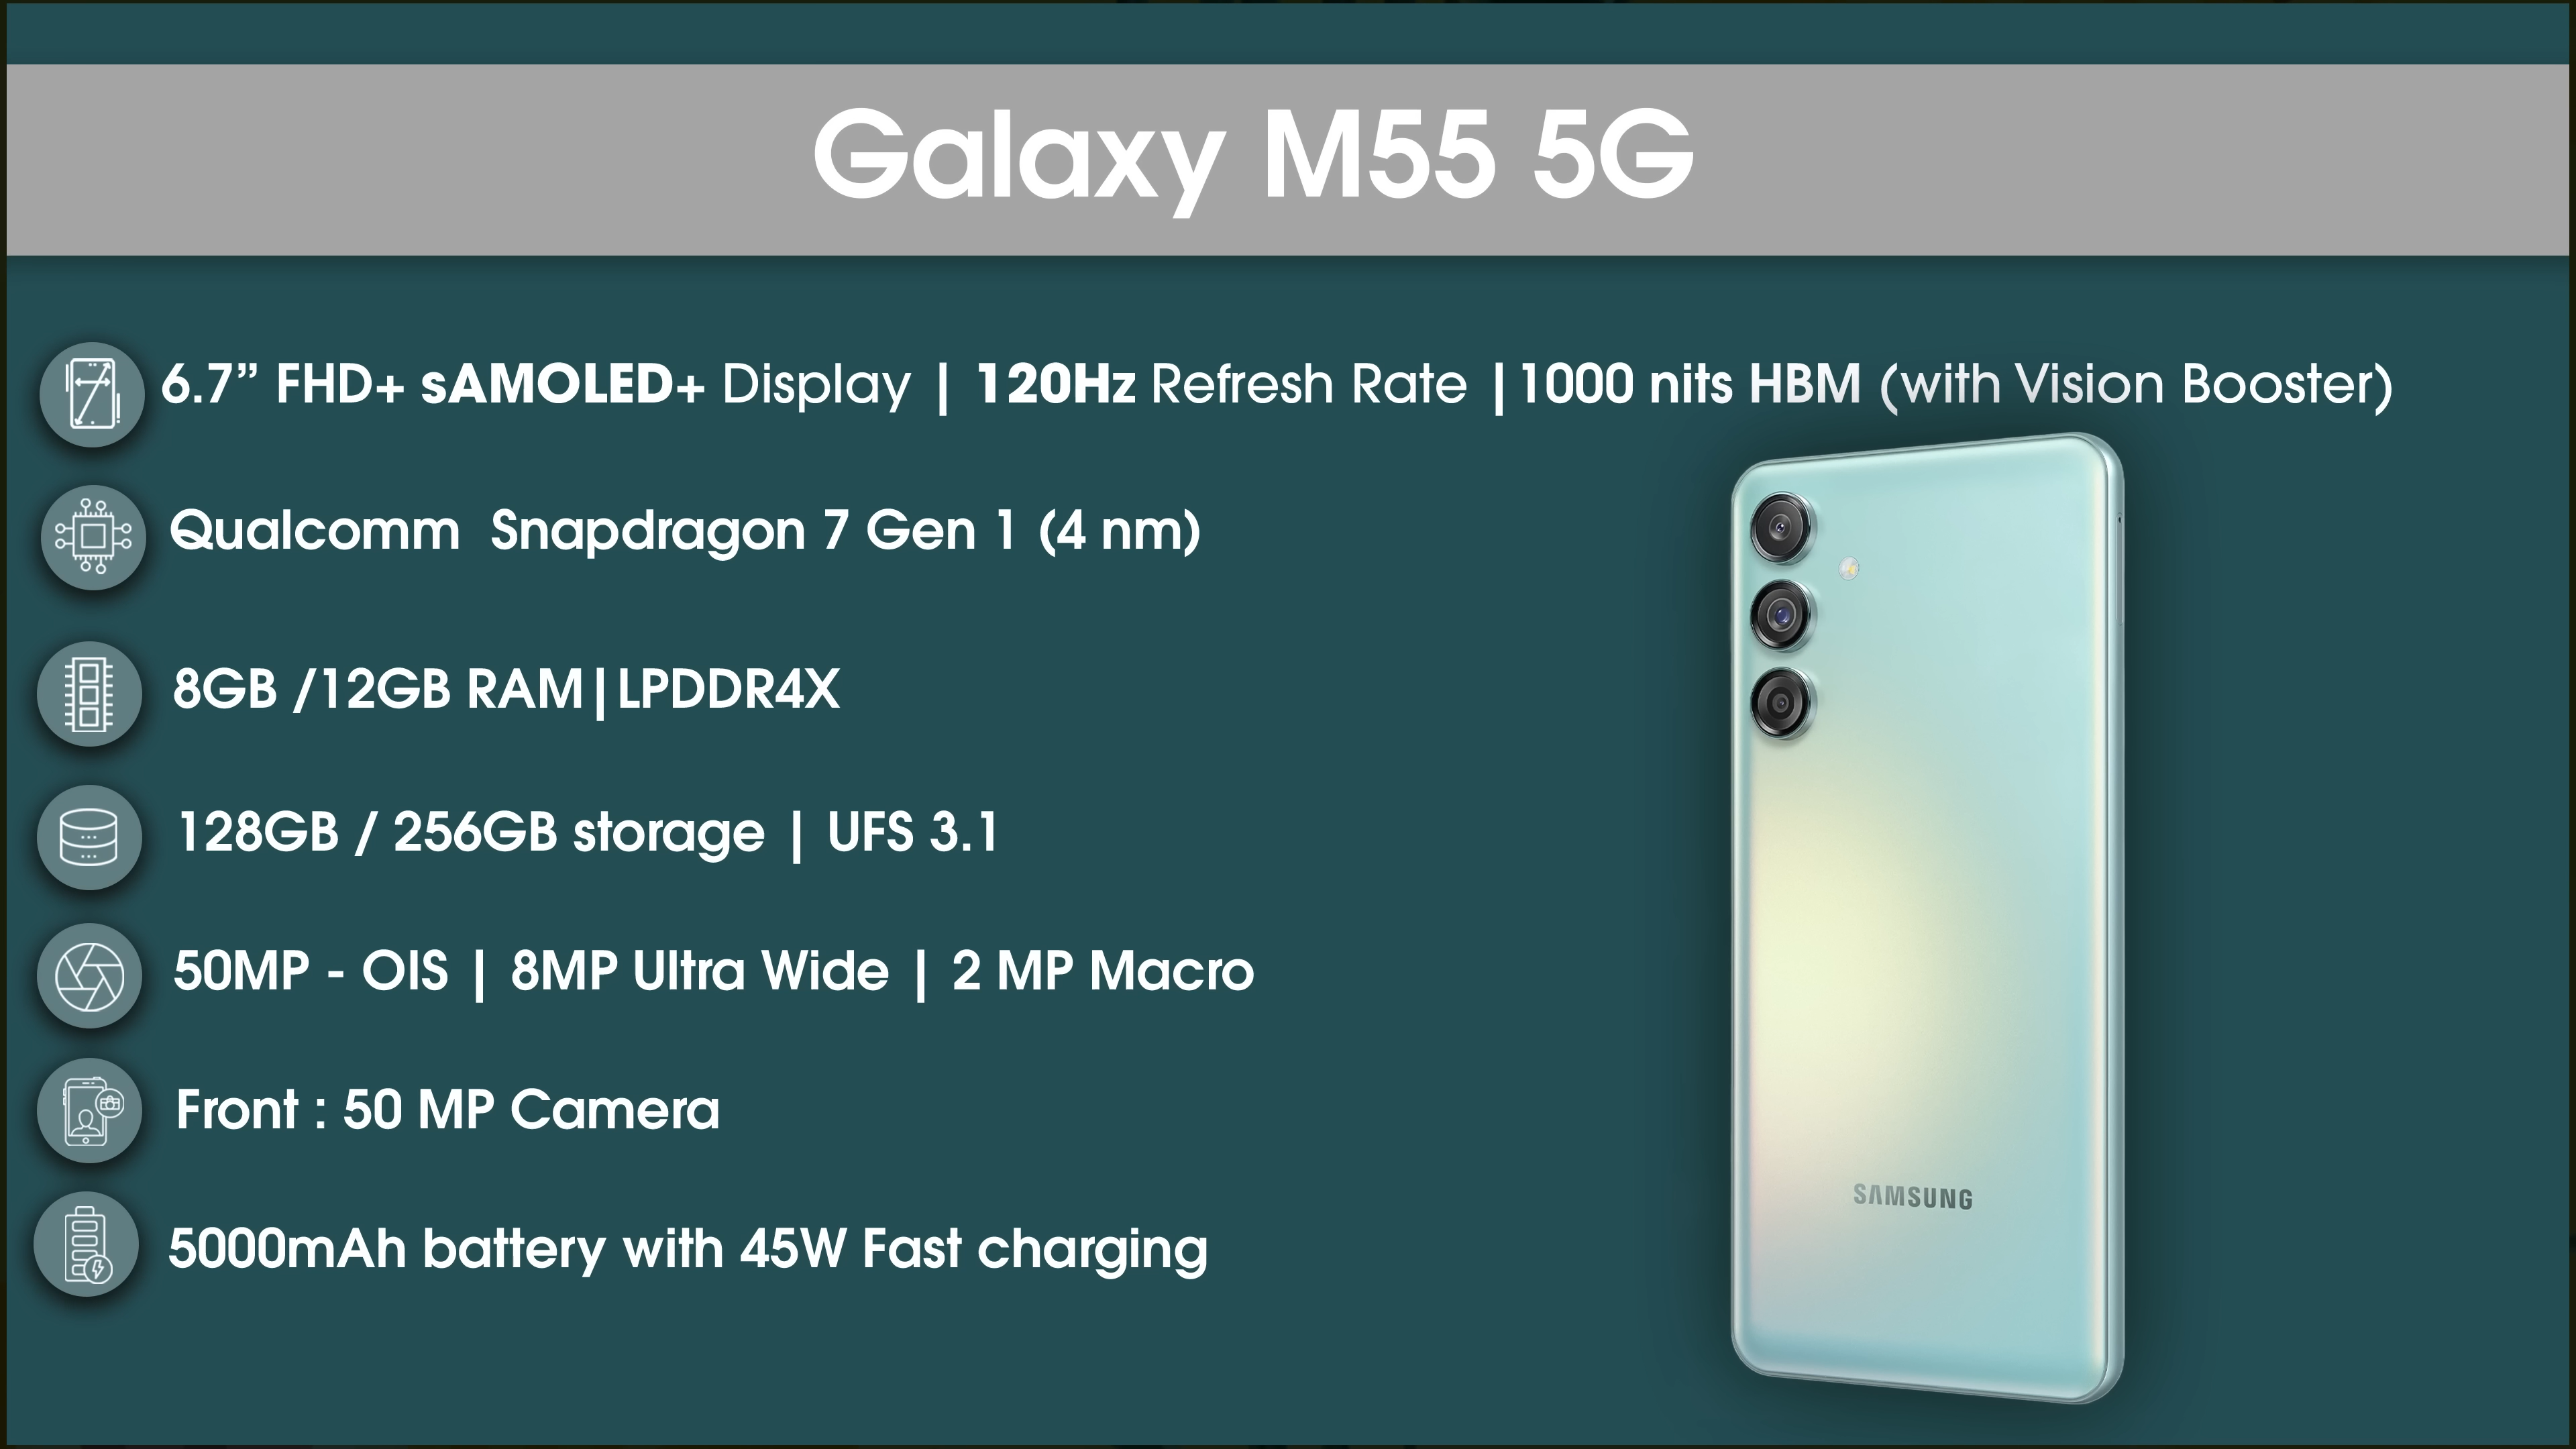 Galaxy M55 5G
6.7” FHD+ sAMOLED+ Display | 120Hz Refresh Rate |1000 nits HBM (with Vision Booster)
Qualcomm  Snapdragon 7 Gen 1 (4 nm)
8GB /12GB RAM|LPDDR4X
128GB / 256GB storage | UFS 3.1
50MP - OIS | 8MP Ultra Wide | 2 MP Macro
Front : 50 MP Camera
5000mAh battery with 45W Fast charging
SAMSUNG